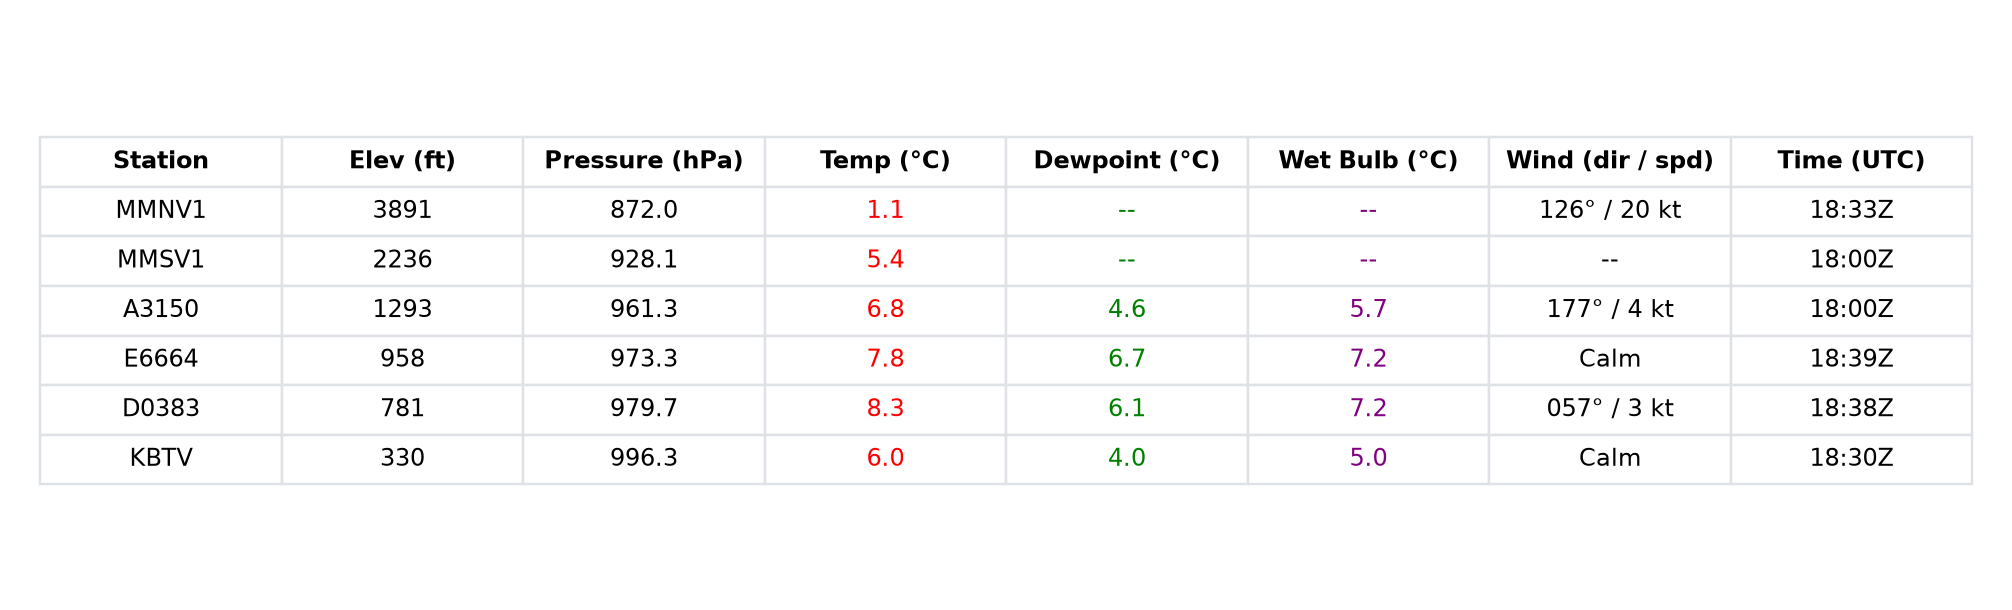 Station Elev (ft) Pressure (hPa) Temp (°C) Dewpoint (°C) Wet Bulb (°C) Wind (dir / spd) Time (UTC)
MMNV1 3891 872.0 1.1 -- -- 126° / 20 kt 18:33Z
MMSV1 2236 928.1 5.4 -- -- -- 18:00Z
A3150 1293 961.3 6.8 4.6 5.7 177° / 4 kt 18:00Z
E6664 958 973.3 7.8 6.7 7.2 Calm 18:39Z
D0383 781 979.7 8.3 6.1 7.2 057° / 3 kt 18:38Z
KBTV 330 996.3 6.0 4.0 5.0 Calm 18:30Z